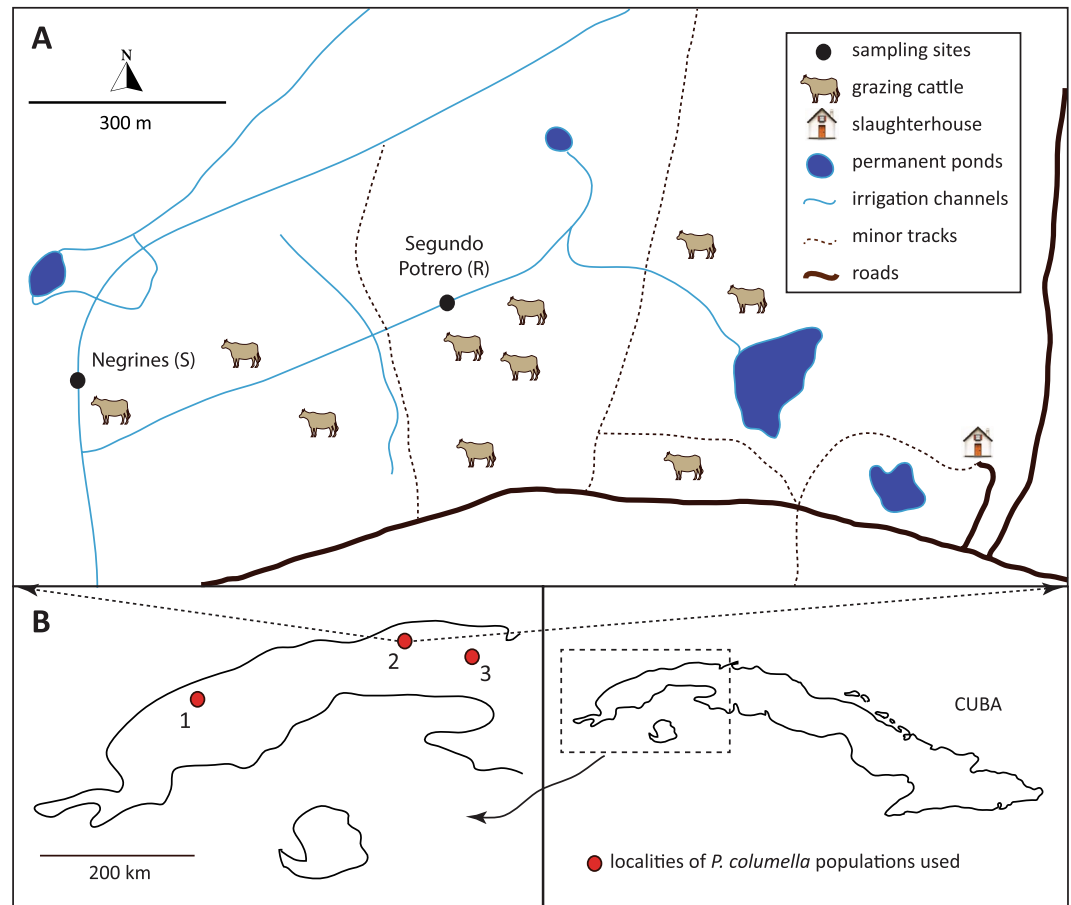 A
N
300 m
sampling sites
grazing cattle
slaughterhouse
permanent ponds
irrigation channels
minor tracks
roads
Segundo
Potrero (R)
Negrines (S)
B
1
2
3
200 km
CUBA
localities of P. columella populations used